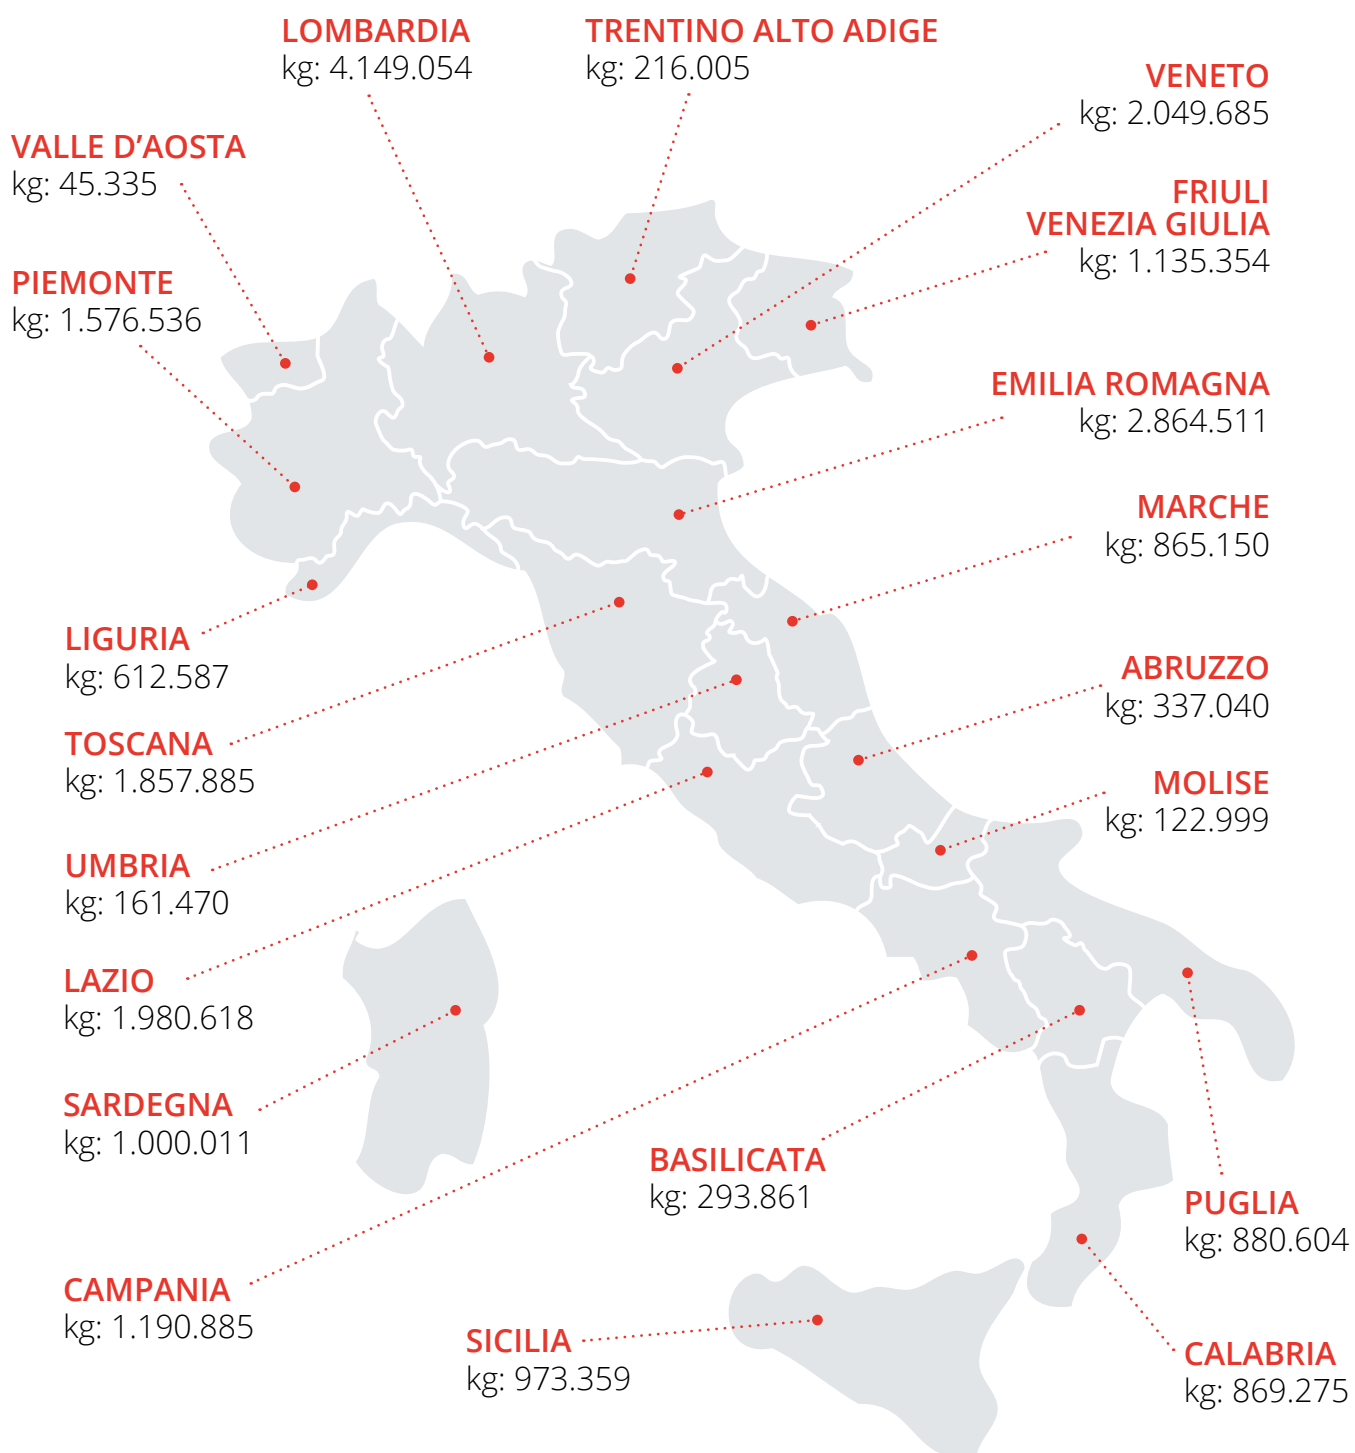 LOMBARDIA
kg: 4.149.054
TRENTINO ALTO ADIGE
kg: 216.005
VENETO
kg: 2.049.685
VALLE D’AOSTA
kg: 45.335
FRIULI
VENEZIA GIULIA
kg: 1.135.354
PIEMONTE
kg: 1.576.536
EMILIA ROMAGNA
kg: 2.864.511
MARCHE
kg: 865.150
LIGURIA
kg: 612.587
ABRUZZO
kg: 337.040
TOSCANA
kg: 1.857.885
MOLISE
kg: 122.999
UMBRIA
kg: 161.470
LAZIO
kg: 1.980.618
SARDEGNA
kg: 1.000.011
BASILICATA
kg: 293.861
PUGLIA
kg: 880.604
CAMPANIA
kg: 1.190.885
SICILIA
kg: 973.359
CALABRIA
kg: 869.275